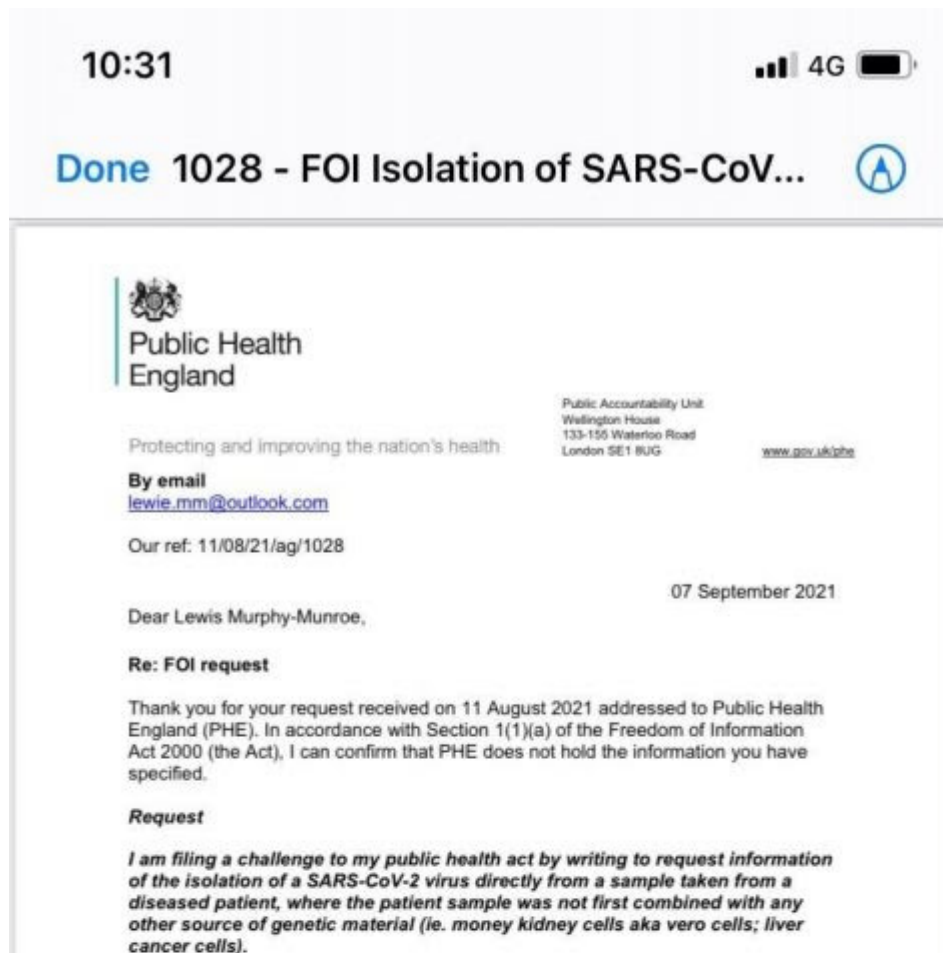 10:31
4G
Done 1028 - FOI Isolation of SARS-CoV...
Public Health
England
Public Accountability Unit
Wellington House
133-155 Waterloo Road
London SE1 8UG
www.gov.uk/phe
Protecting and improving the nation's health
By email
lewie.mm@outlook.com
Our ref: 11/08/21/ag/1028
07 September 2021
Dear Lewis Murphy-Munroe,
Re: FOI request
Thank you for your request received on 11 August 2021 addressed to Public Health
England (PHE). In accordance with Section 1(1)(a) of the Freedom of Information
Act 2000 (the Act), I can confirm that PHE does not hold the information you have
specified.
Request
I am filing a challenge to my public health act by writing to request information
of the isolation of a SARS-CoV-2 virus directly from a sample taken from a
diseased patient, where the patient sample was not first combined with any
other source of genetic material (ie. money kidney cells aka vero cells; liver
cancer cells).